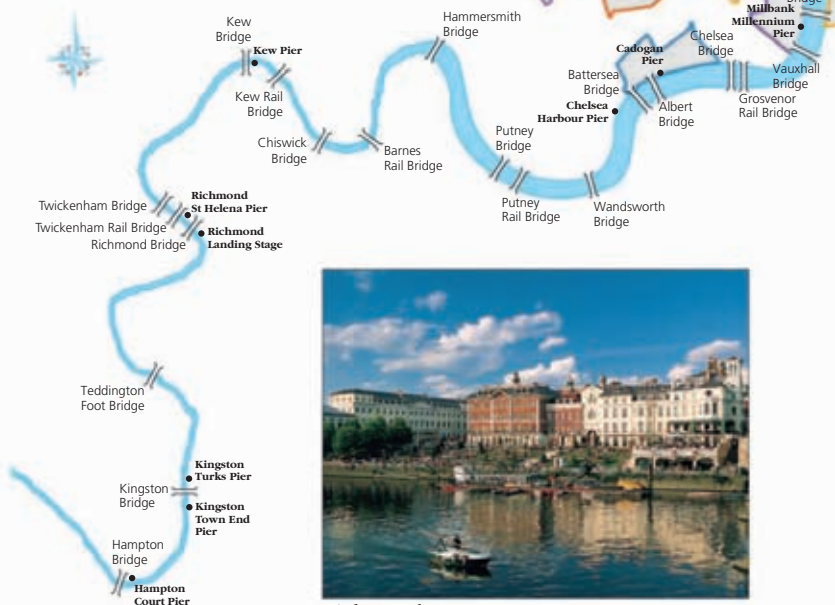 Hammersmith
Bridge
Kew
Bridge
Kew Pier
Kew Rail
Bridge
Chiswick
Bridge
Barnes
Rail Bridge
Putney
Bridge
Putney
Rail Bridge
Wandsworth
Bridge
Battersea
Bridge
Chelsea
Harbour Pier
Cadogan
Pier
Albert
Bridge
Chelsea
Bridge
Grosvenor
Rail Bridge
Vauxhall
Bridge
Millbank
Millennium
Pier
Bridge
Twickenham Bridge
Twickenham Rail Bridge
Richmond Bridge
Richmond
St Helena Pier
Richmond
Landing Stage
Teddington
Foot Bridge
Kingston
Turks Pier
Kingston
Bridge
Kingston
Town End
Pier
Hampton
Bridge
Hampton
Court Pier